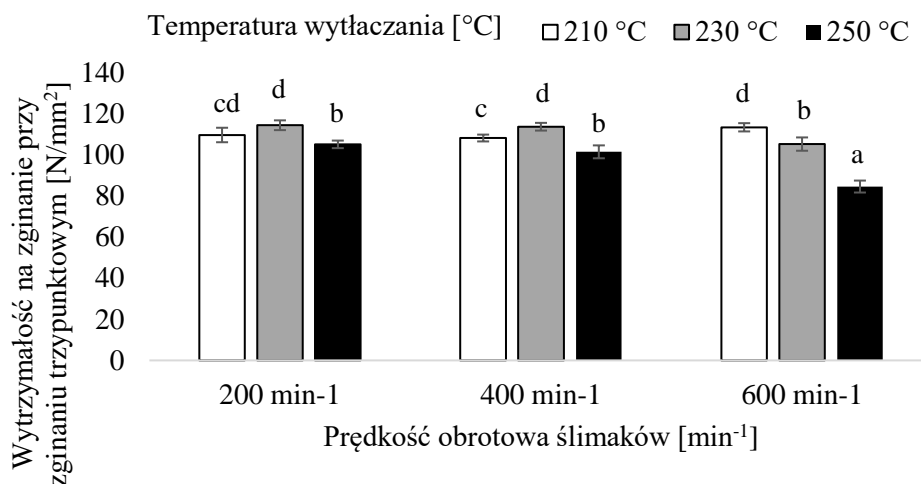 Temperatura wytłaczania [°C] 210 °C 230 °C 250 °C
Wytrzymałość na zginanie przy
zginaniu trzypunktowym [N/mm²]
140
120
100
80
60
40
20
0
cd d b
c d b
d b a
200 min-1 400 min-1 600 min-1
Prędkość obrotowa ślimaków [min⁻¹]